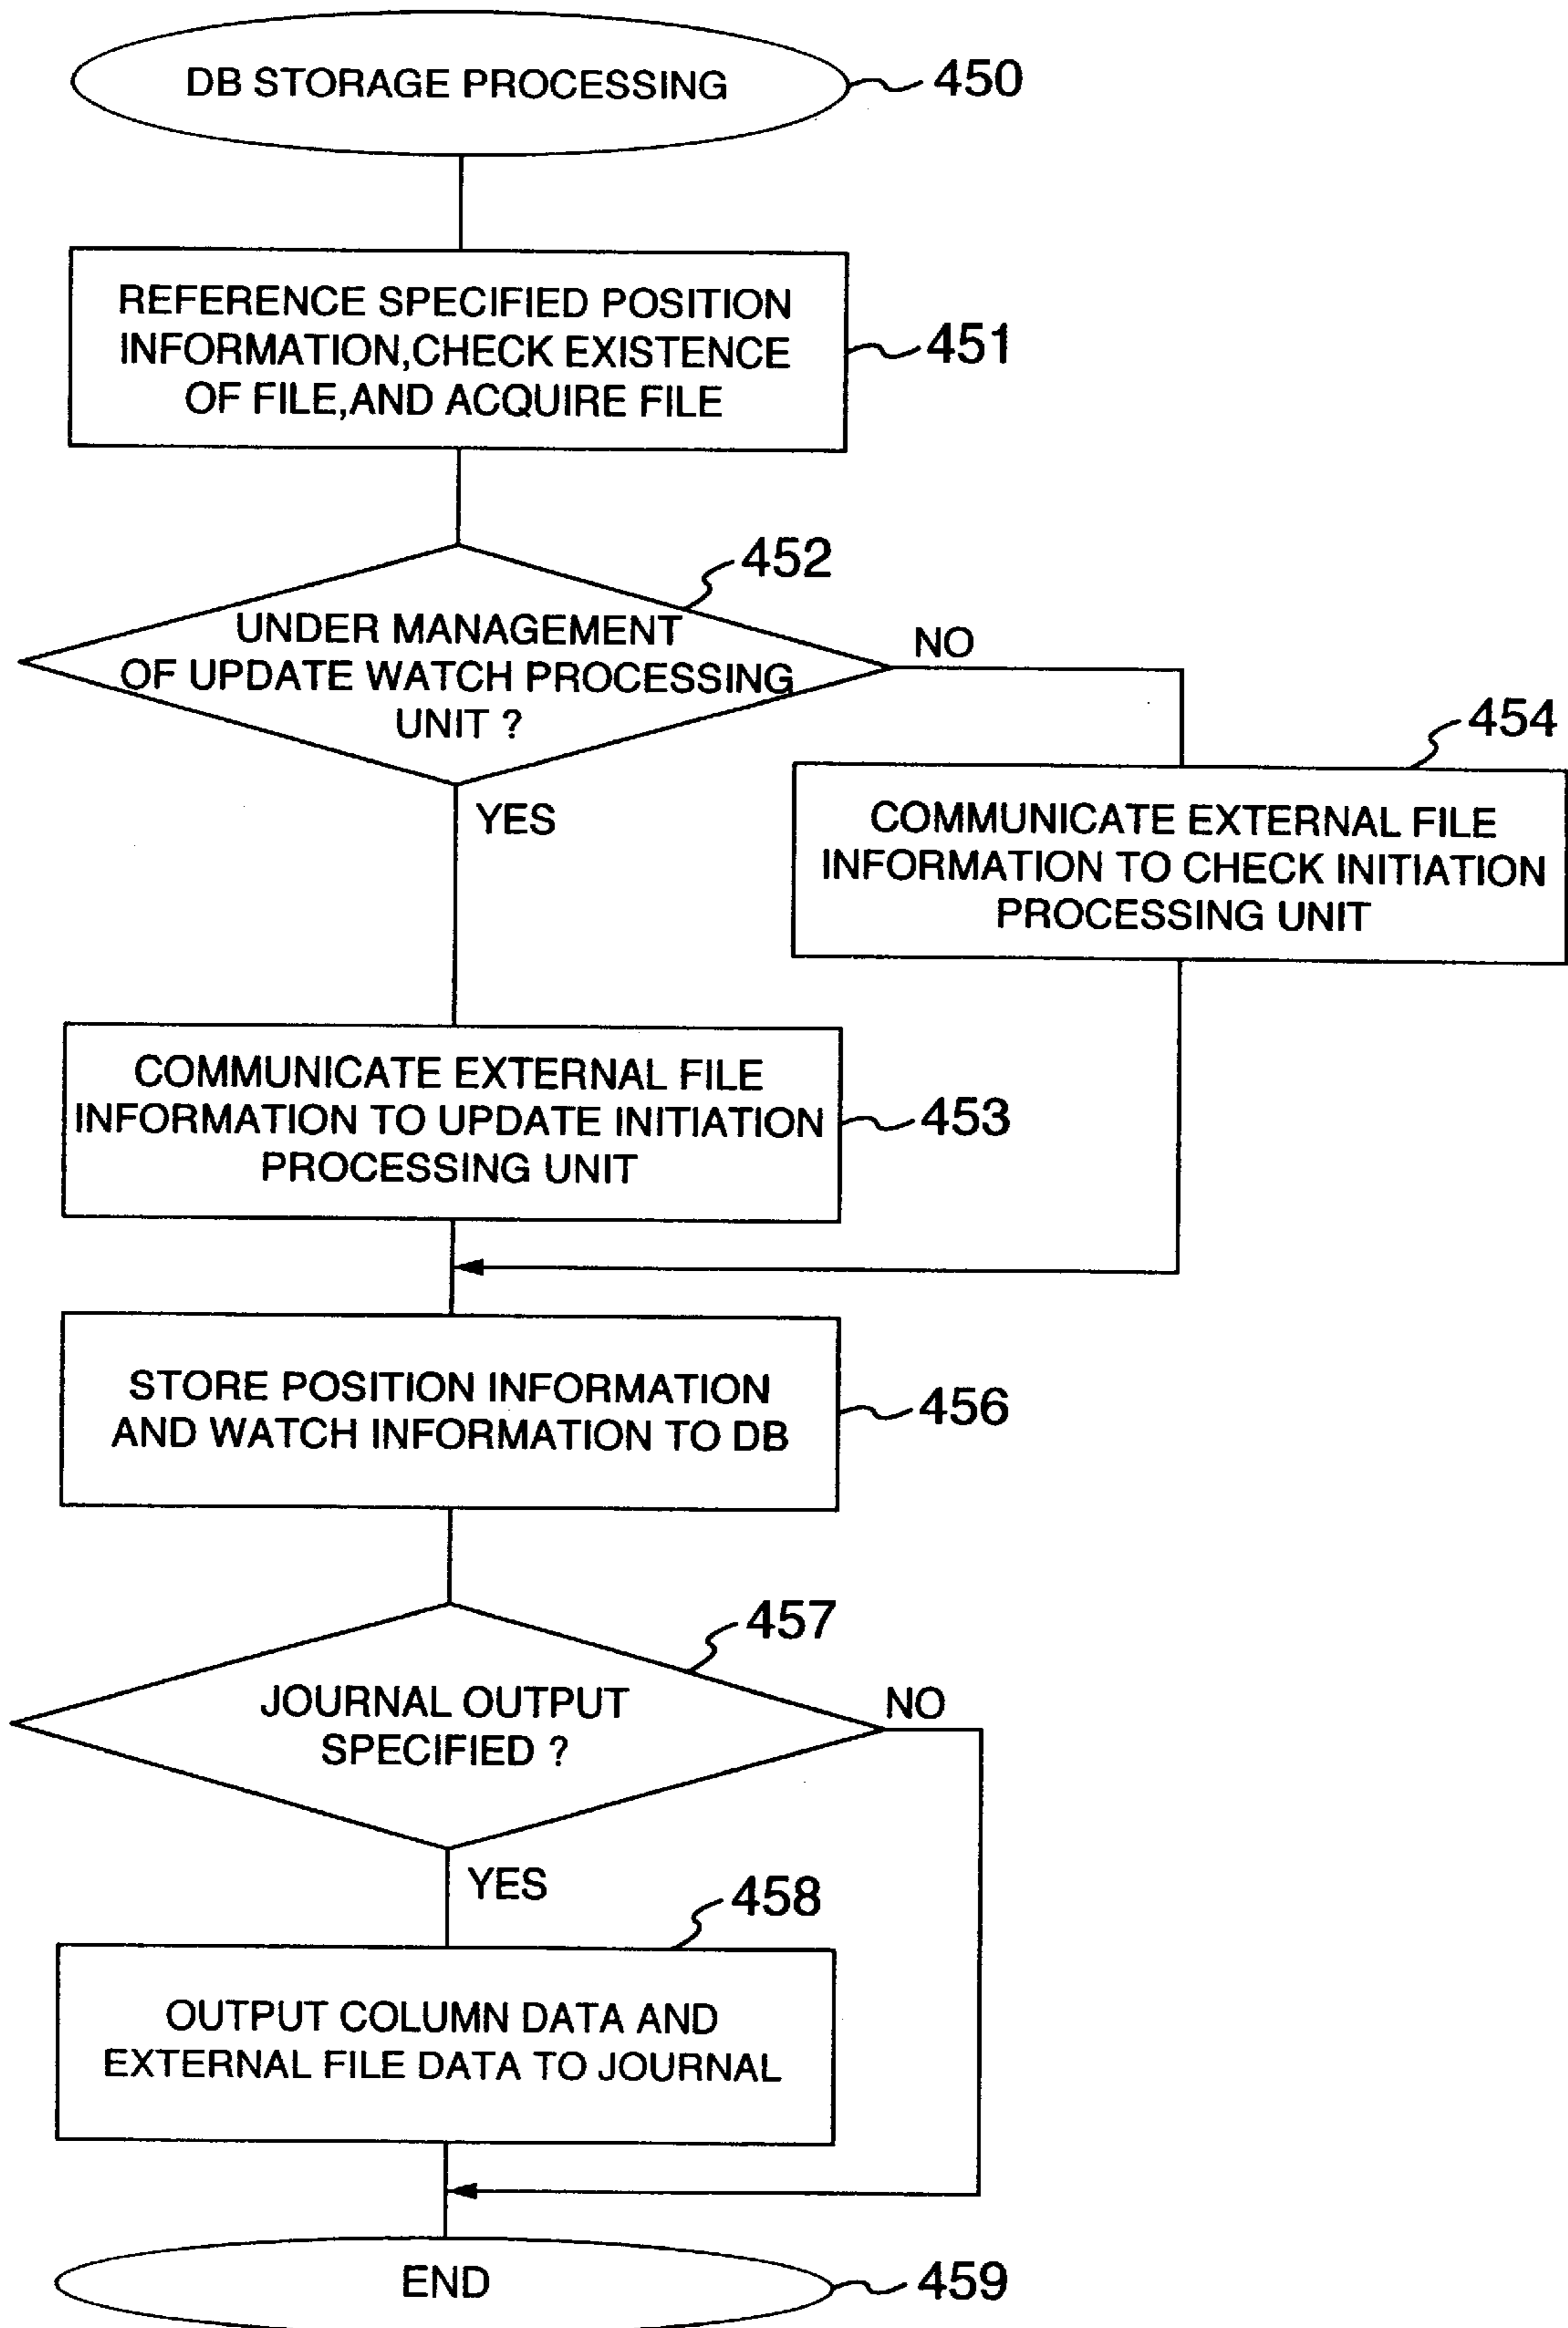 DB STORAGE PROCESSING
450
REFERENCE SPECIFIED POSITION
INFORMATION,CHECK EXISTENCE
OF FILE,AND ACQUIRE FILE
451
452
UNDER MANAGEMENT
OF UPDATE WATCH PROCESSING
UNIT ?
NO
YES
454
COMMUNICATE EXTERNAL FILE
INFORMATION TO CHECK INITIATION
PROCESSING UNIT
COMMUNICATE EXTERNAL FILE
INFORMATION TO UPDATE INITIATION
PROCESSING UNIT
453
STORE POSITION INFORMATION
AND WATCH INFORMATION TO DB
456
457
JOURNAL OUTPUT
SPECIFIED ?
NO
YES
458
OUTPUT COLUMN DATA AND
EXTERNAL FILE DATA TO JOURNAL
END
459